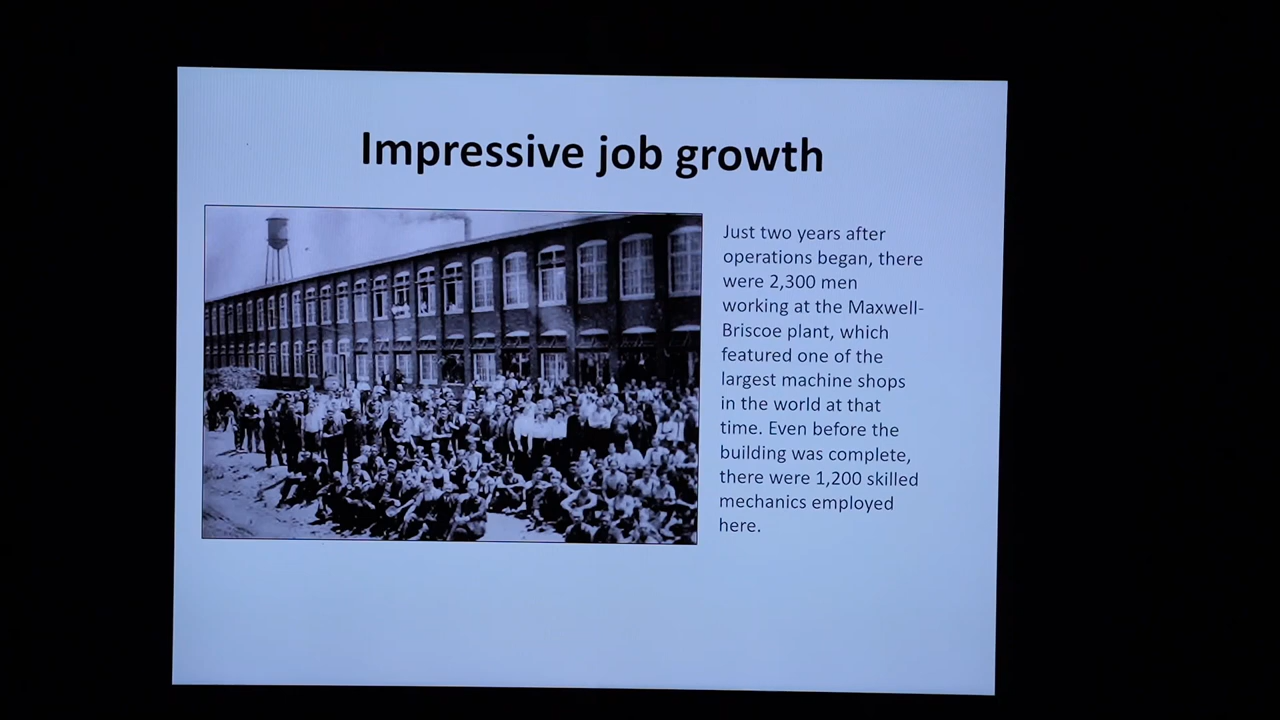 Impressive job growth
Just two years after
operations began, there
were 2,300 men
working at the Maxwell-
Briscoe plant, which
featured one of the
largest machine shops
in the world at that
time. Even before the
building was complete,
there were 1,200 skilled
mechanics employed
here.